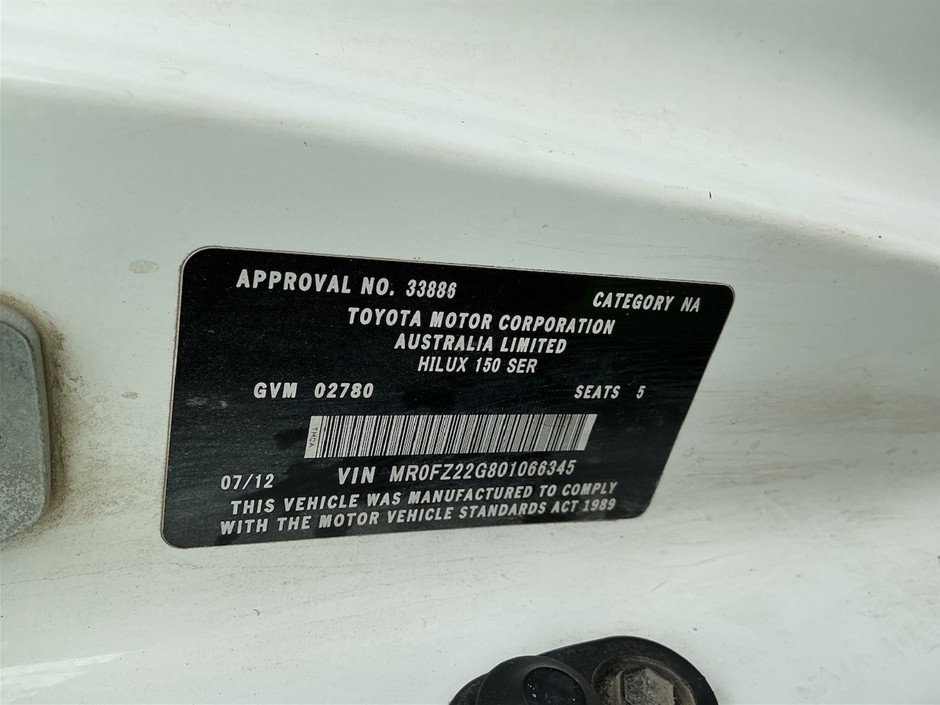 APPROVAL NO. 33886 CATEGORY NA
TOYOTA MOTOR CORPORATION
AUSTRALIA LIMITED
HILUX 150 SER
GVM 02780 SEATS 5
TMCA
07/12 VIN MR0FZ22G801066345
THIS VEHICLE WAS MANUFACTURED TO COMPLY
WITH THE MOTOR VEHICLE STANDARDS ACT 1989